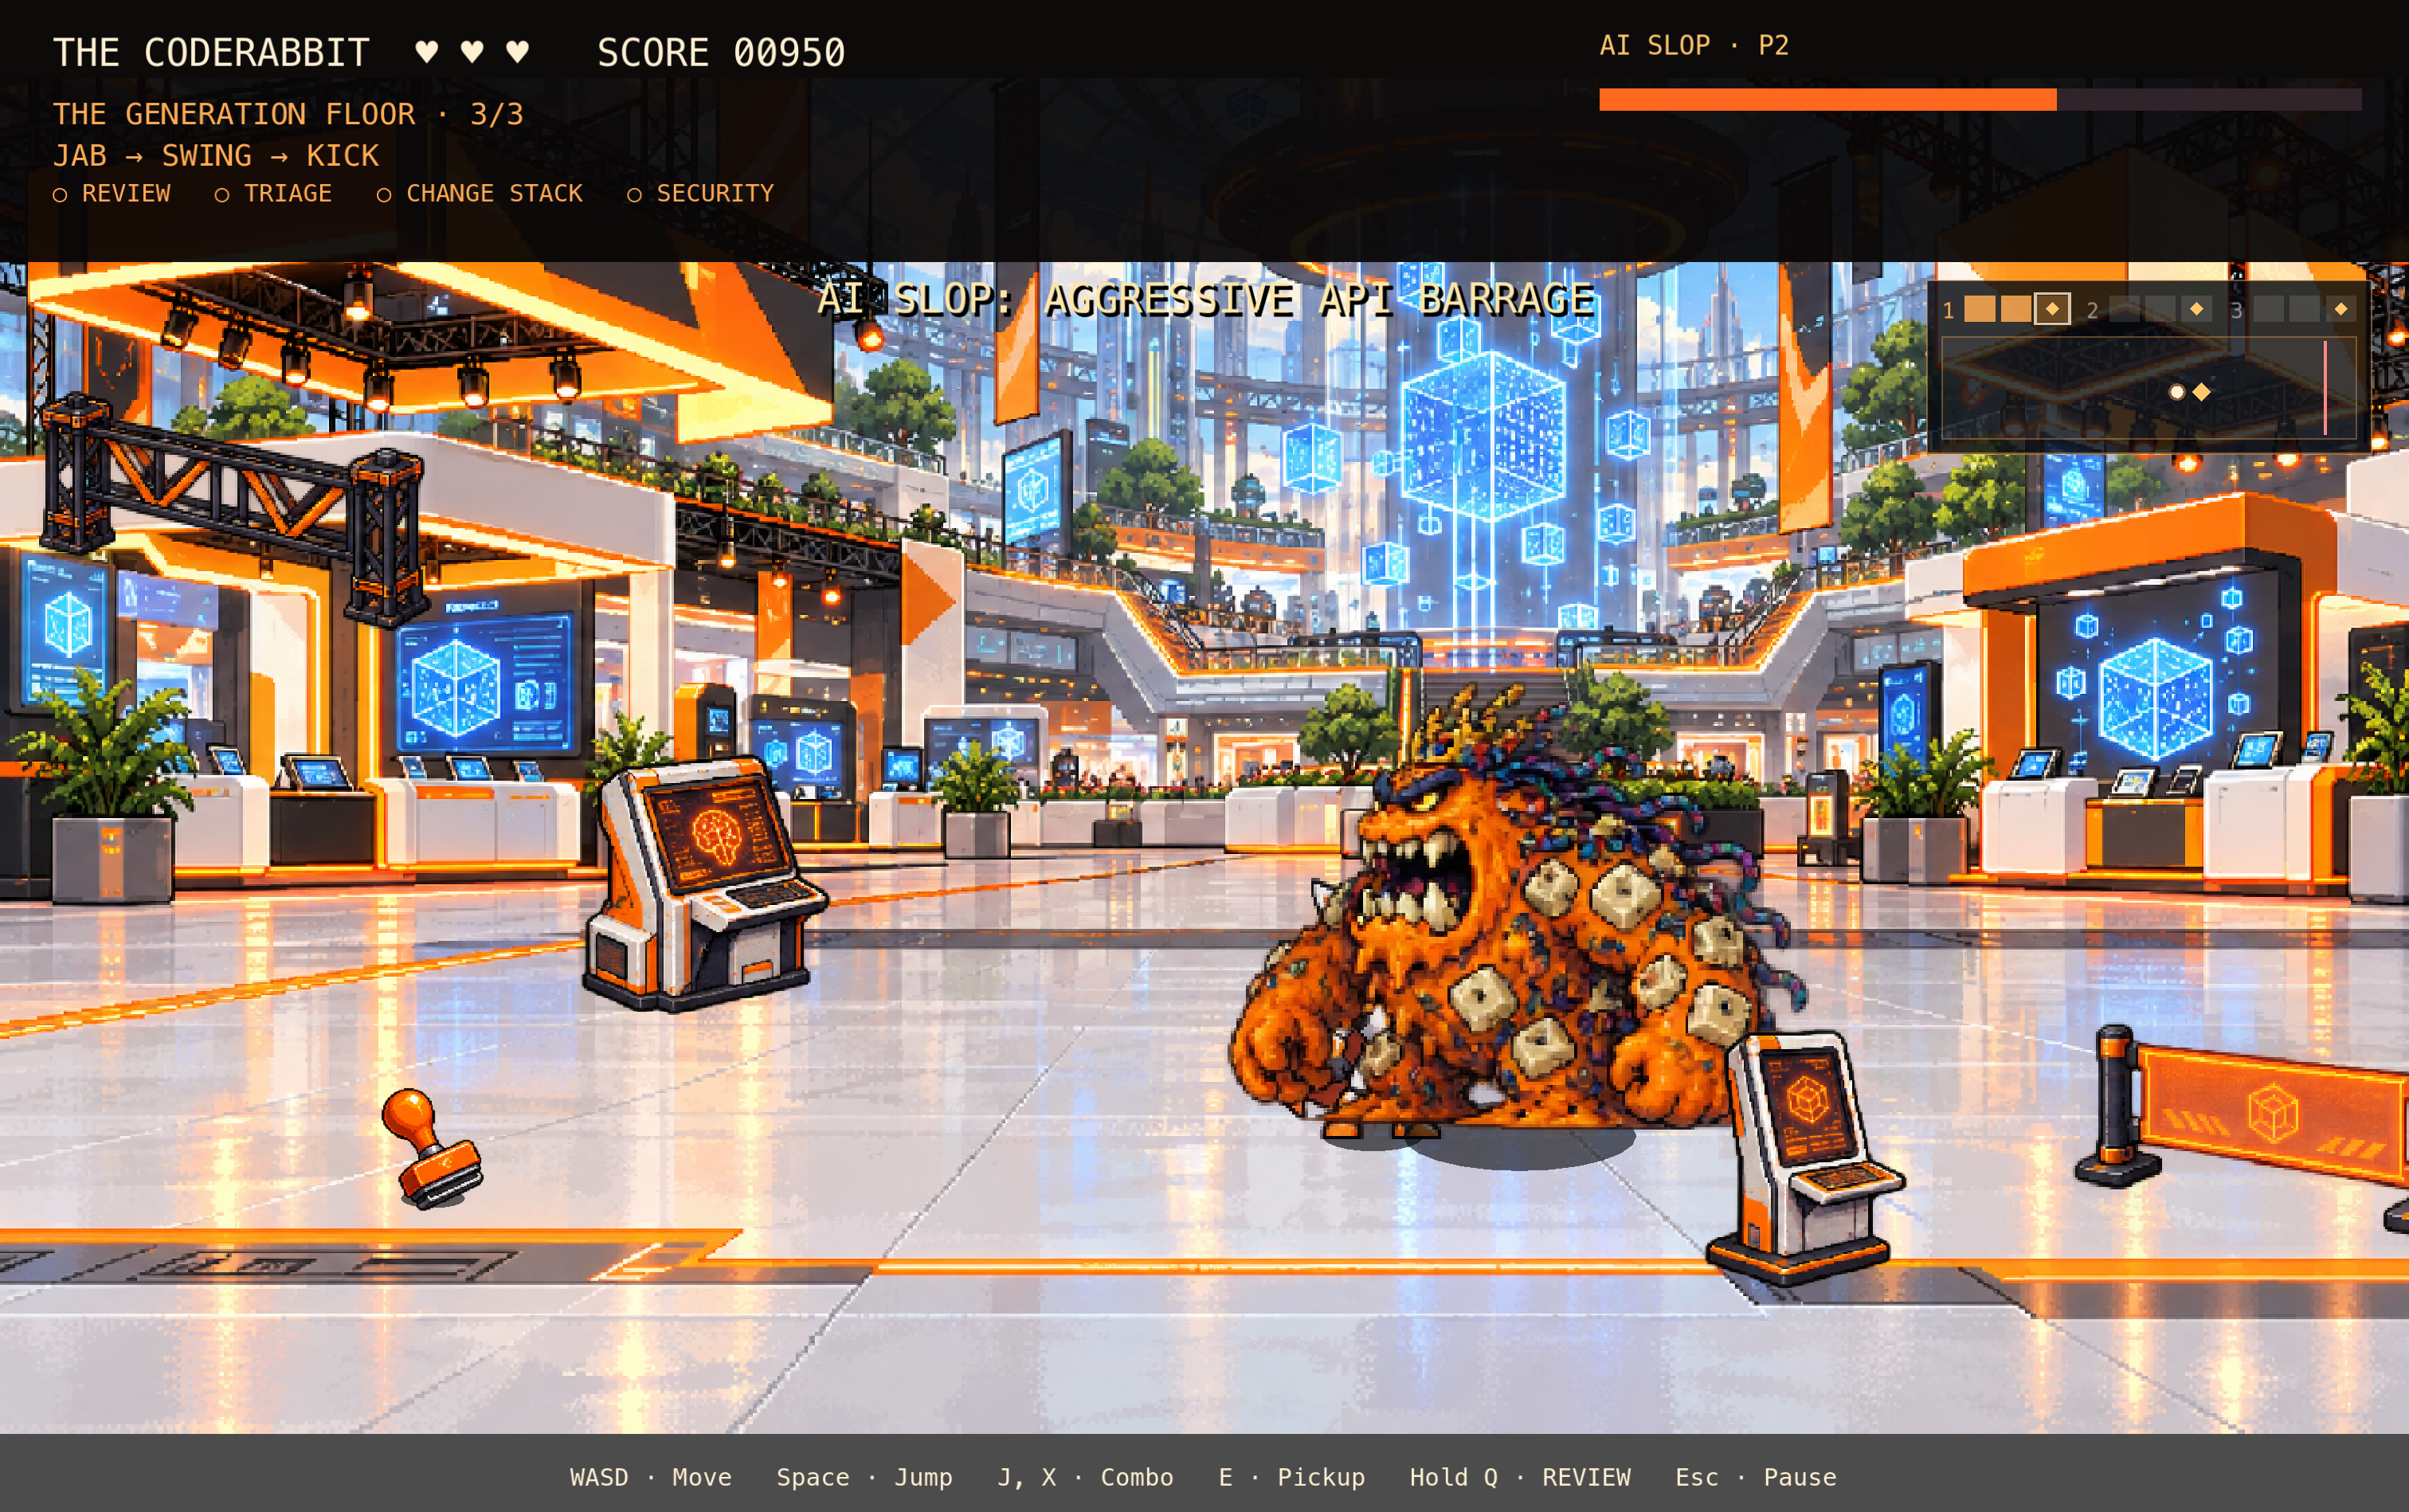 THE CODERABBIT ♥ ♥ ♥ SCORE 00950
AI SLOP · P2
THE GENERATION FLOOR · 3/3
JAB → SWING → KICK
○ REVIEW ○ TRIAGE ○ CHANGE STACK ○ SECURITY
AI SLOP: AGGRESSIVE API BARRAGE
1 2 3
WASD · Move Space · Jump J, X · Combo E · Pickup Hold Q · REVIEW Esc · Pause